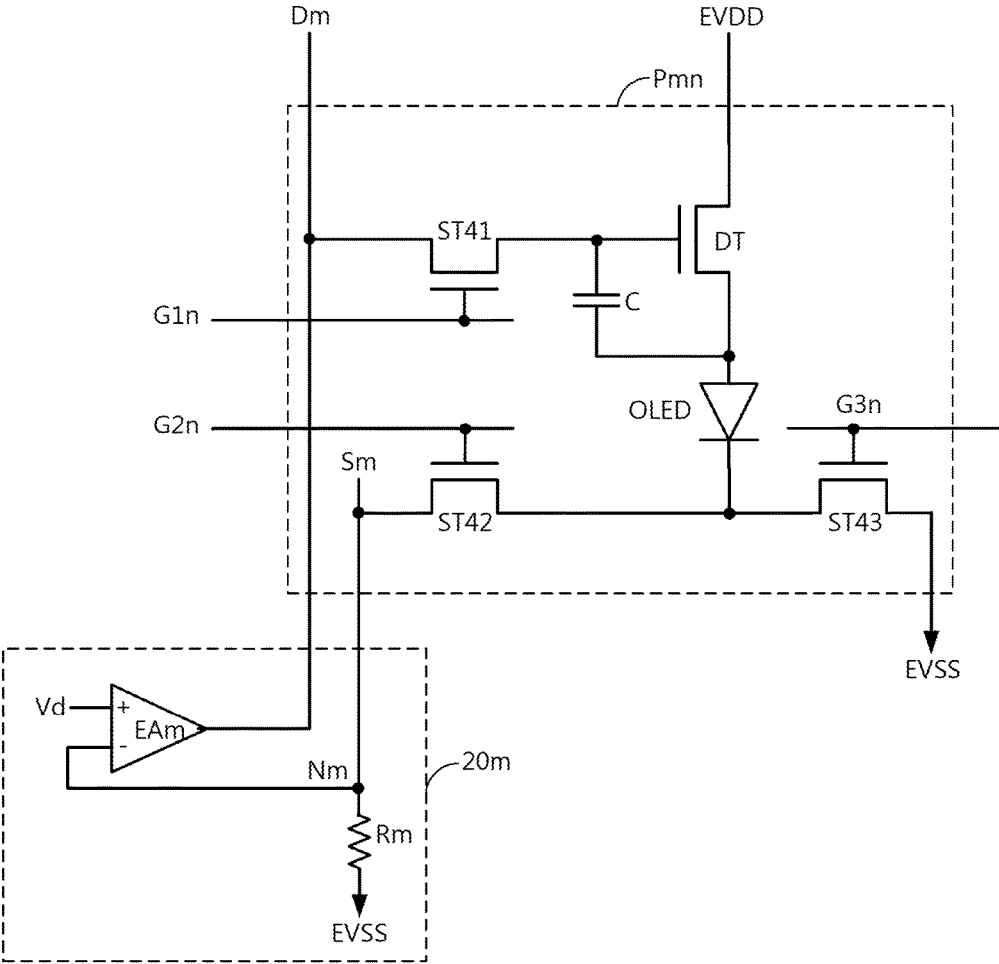 Dm
EVDD
Pmn
ST41
DT
C
G1n
OLED
G3n
G2n
Sm
ST42
ST43
EVSS
Vd
+
EAm
-
Nm
20m
Rm
EVSS